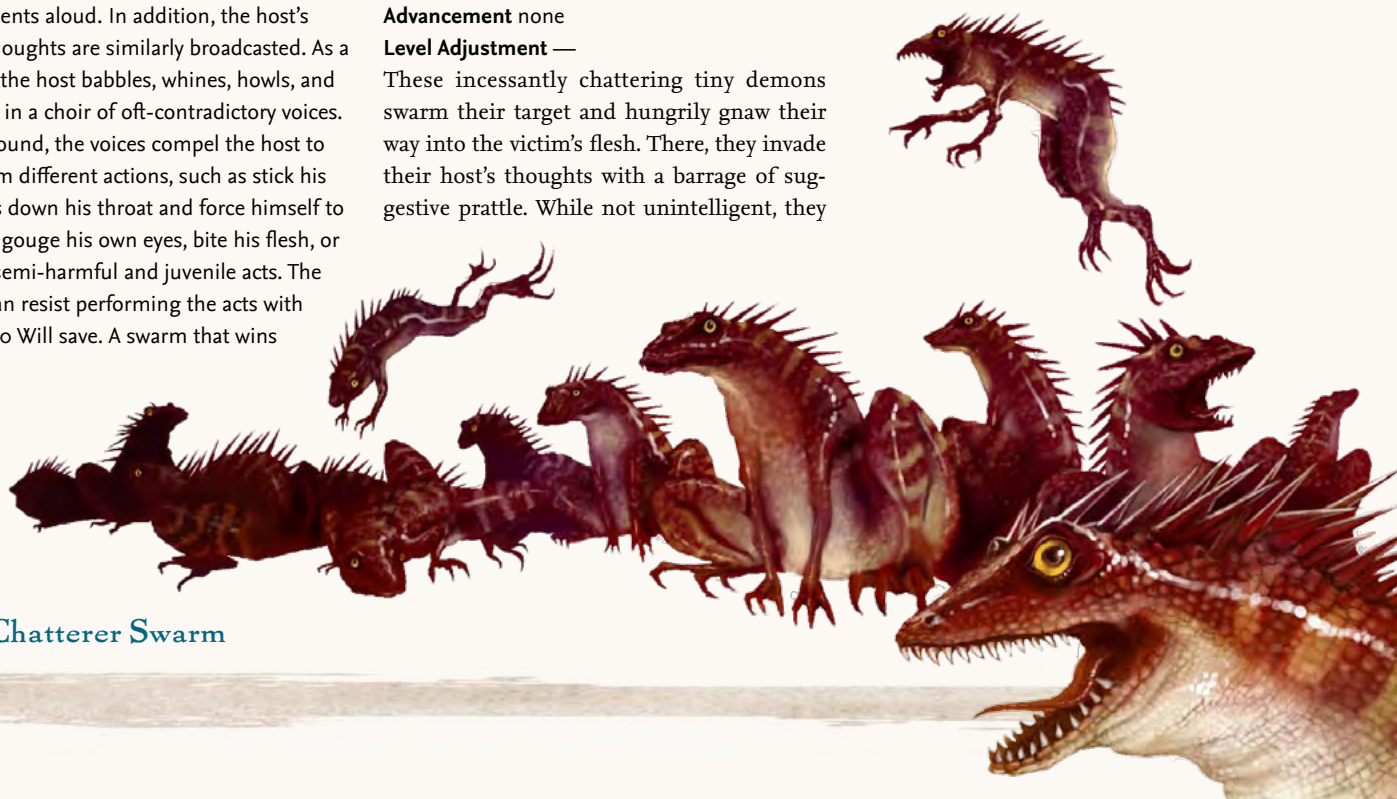 ents aloud. In addition, the host’s
oughts are similarly broadcasted. As a
the host babbles, whines, howls, and
in a choir of oft-contradictory voices.
ound, the voices compel the host to
m different actions, such as stick his
s down his throat and force himself to
gouge his own eyes, bite his flesh, or
semi-harmful and juvenile acts. The
an resist performing the acts with
o Will save. A swarm that wins
Advancement none
Level Adjustment —
These incessantly chattering tiny demons
swarm their target and hungrily gnaw their
way into the victim’s flesh. There, they invade
their host’s thoughts with a barrage of sug-
gestive prattle. While not unintelligent, they
Chatterer Swarm